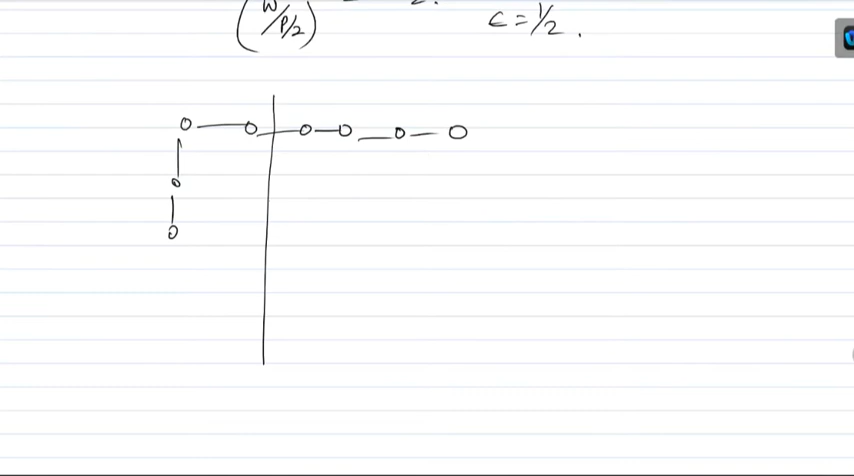 (W/P/2) ϵ = 1/2 .